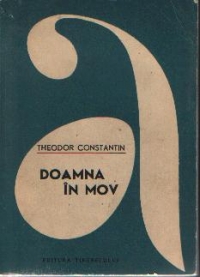 a
THEODOR CONSTANTIN
DOAMNA
ÎN MOV
EDITURA TINERETULUI